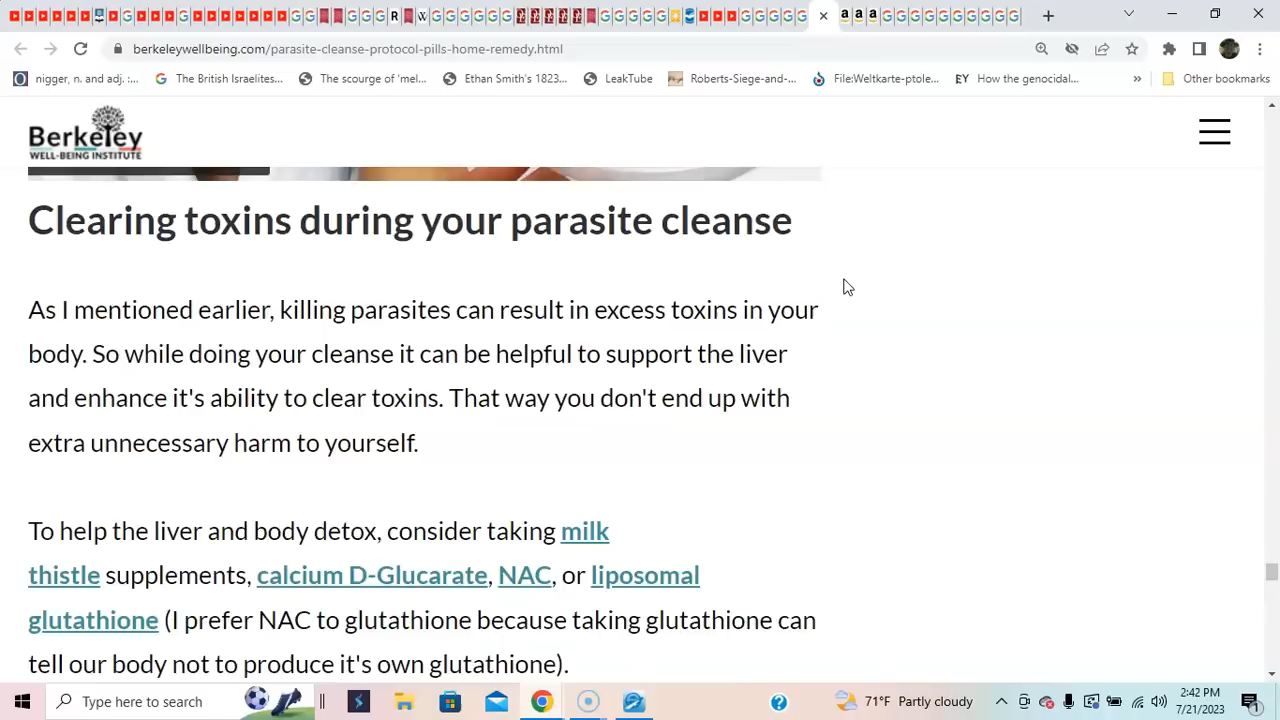 berkeleywellbeing.com/parasite-cleanse-protocol-pills-home-remedy.html
nigger, n. and adj. :...
The British Israelites...
The scourge of 'mel...
Ethan Smith's 1823...
LeakTube
Roberts-Siege-and-...
File:Weltkarte-ptole...
EY How the genocidal...
»
Other bookmarks
Berkeley
WELL-BEING INSTITUTE
Clearing toxins during your parasite cleanse
As I mentioned earlier, killing parasites can result in excess toxins in your
body. So while doing your cleanse it can be helpful to support the liver
and enhance it's ability to clear toxins. That way you don't end up with
extra unnecessary harm to yourself.
To help the liver and body detox, consider taking milk
thistle supplements, calcium D-Glucarate, NAC, or liposomal
glutathione (I prefer NAC to glutathione because taking glutathione can
tell our body not to produce it's own glutathione).
Type here to search
71°F Partly cloudy
2:42 PM
7/21/2023